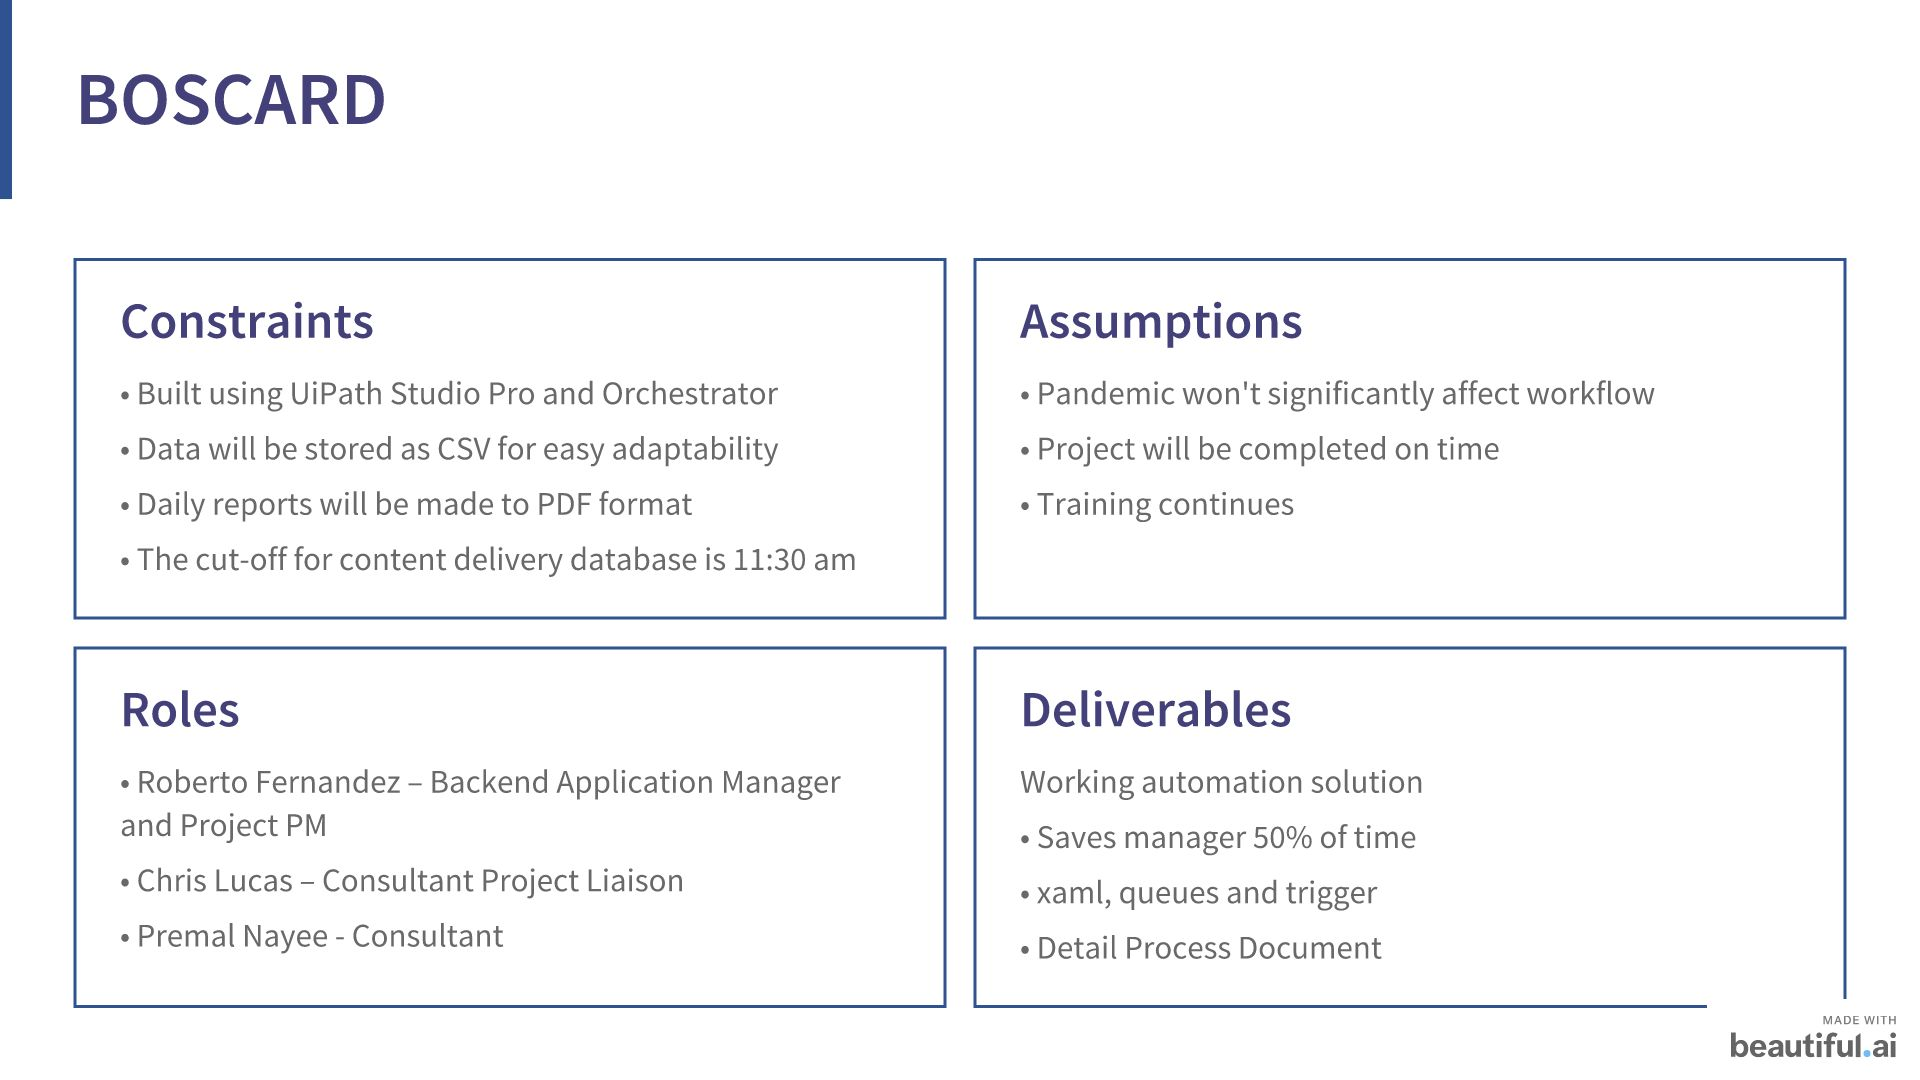 BOSCARD
Constraints
• Built using UiPath Studio Pro and Orchestrator
• Data will be stored as CSV for easy adaptability
• Daily reports will be made to PDF format
• The cut-off for content delivery database is 11:30 am
Assumptions
• Pandemic won't significantly affect workflow
• Project will be completed on time
• Training continues
Roles
• Roberto Fernandez – Backend Application Manager
and Project PM
• Chris Lucas – Consultant Project Liaison
• Premal Nayee - Consultant
Deliverables
Working automation solution
• Saves manager 50% of time
• xaml, queues and trigger
• Detail Process Document
MADE WITH
beautiful.ai